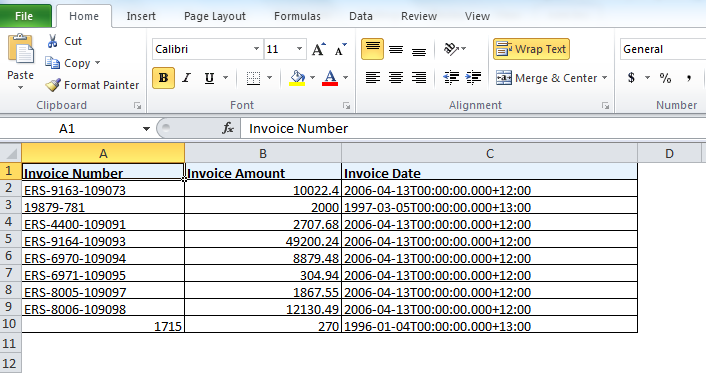 File Home Insert Page Layout Formulas Data Review View
Cut
Copy
Format Painter
Paste
Calibri 11 A A
B I U A
Wrap Text
Merge & Center
General
$ % ,
Clipboard Font Alignment Number
A1 fx Invoice Number
A B C D
1 Invoice Number Invoice Amount Invoice Date
2 ERS-9163-109073 10022.4 2006-04-13T00:00:00.000+12:00
3 19879-781 2000 1997-03-05T00:00:00.000+13:00
4 ERS-4400-109091 2707.68 2006-04-13T00:00:00.000+12:00
5 ERS-9164-109093 49200.24 2006-04-13T00:00:00.000+12:00
6 ERS-6970-109094 8879.48 2006-04-13T00:00:00.000+12:00
7 ERS-6971-109095 304.94 2006-04-13T00:00:00.000+12:00
8 ERS-8005-109097 1867.55 2006-04-13T00:00:00.000+12:00
9 ERS-8006-109098 12130.49 2006-04-13T00:00:00.000+12:00
10 1715 270 1996-01-04T00:00:00.000+13:00
11
12